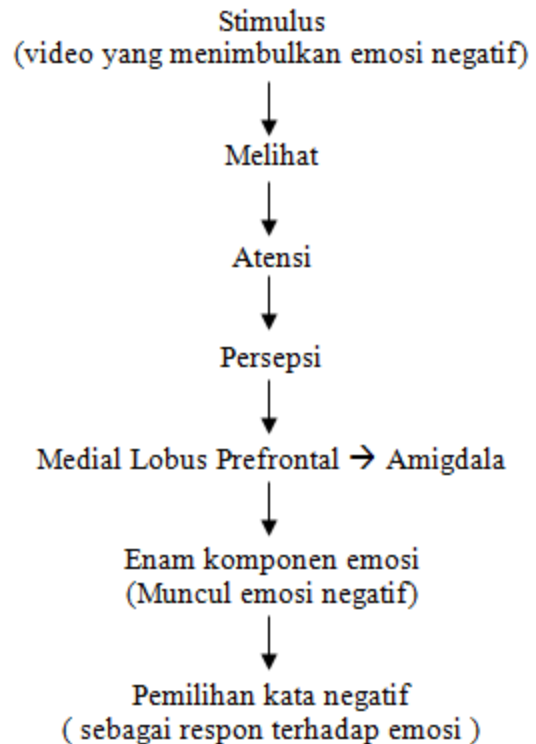 Stimulus
(video yang menimbulkan emosi negatif)
Melihat
Atensi
Persepsi
Medial Lobus Prefrontal → Amigdala
Enam komponen emosi
(Muncul emosi negatif)
Pemilihan kata negatif
( sebagai respon terhadap emosi )